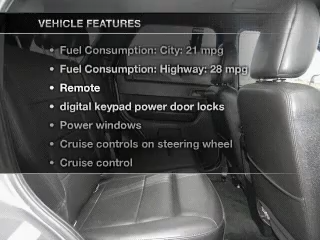 VEHICLE FEATURES
• Fuel Consumption: City: 21 mpg
• Fuel Consumption: Highway: 28 mpg
• Remote
• digital keypad power door locks
• Power windows
• Cruise controls on steering wheel
• Cruise control